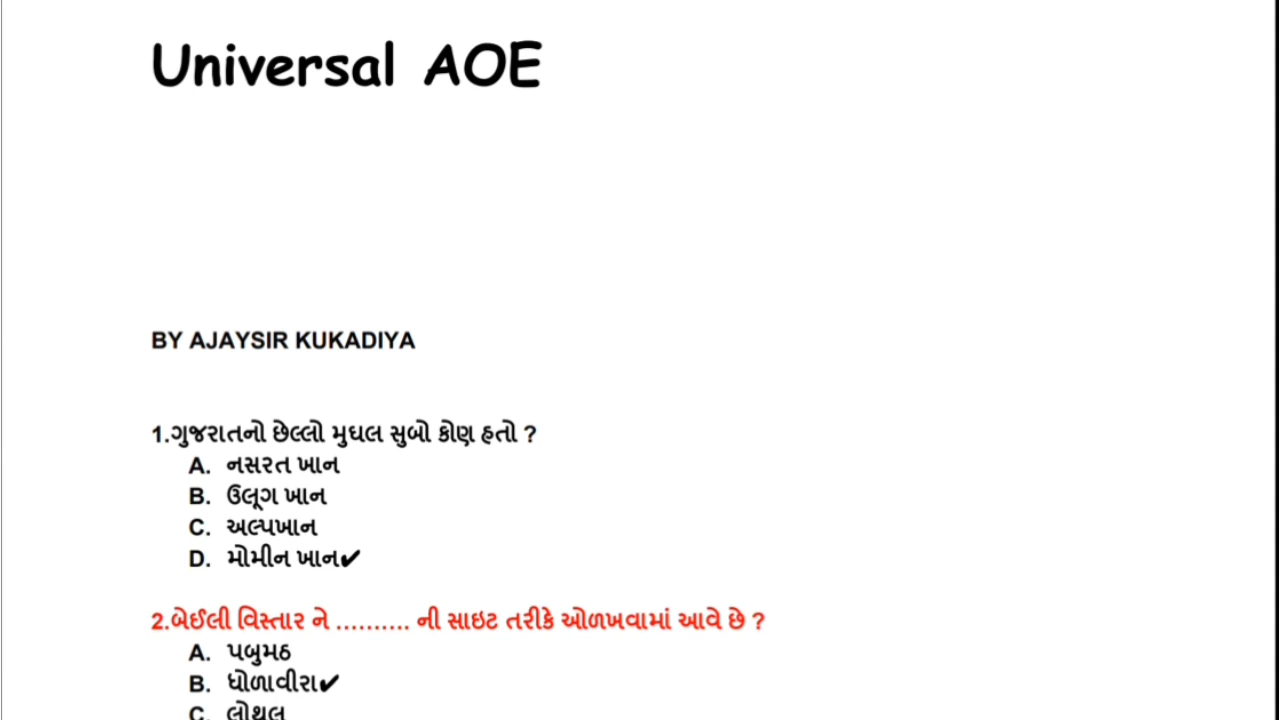 Universal AOE
BY AJAYSIR KUKADIYA
1.ગુજરાતનો છેલ્લો મુઘલ સુબો કોણ હતો ?
A. નસરત ખાન
B. ઉલૂગ ખાન
C. અલ્પખાન
D. મોમીન ખાન✔
2.બેઈલી વિસ્તાર ને .......... ની સાઇટ તરીકે ઓળખવામાં આવે છે ?
A. પબુમઠ
B. ધોળાવીરા✔
C. લોથલ